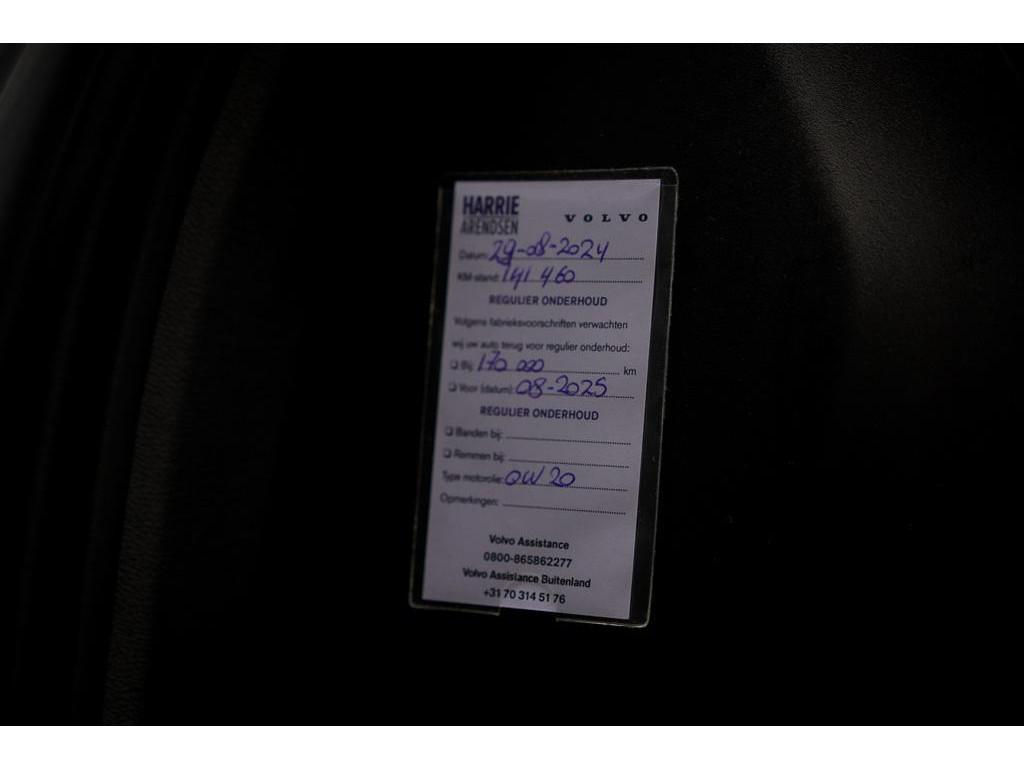 HARRIE
ARENDSEN
VOLVO
Datum: 29-08-2024
KM-stand: 141 460
REGULIER ONDERHOUD
Volgens fabrieksvoorschriften verwachten
wij uw auto terug voor regulier onderhoud:
❑ Bij: 170 000 km
❑ Voor (datum): 08-2025
REGULIER ONDERHOUD
❑ Banden bij:
❑ Remmen bij:
Type motorolie: 0W20
Opmerkingen:
Volvo Assistance
0800-865862277
Volvo Assistance Buitenland
+31 70 314 51 76